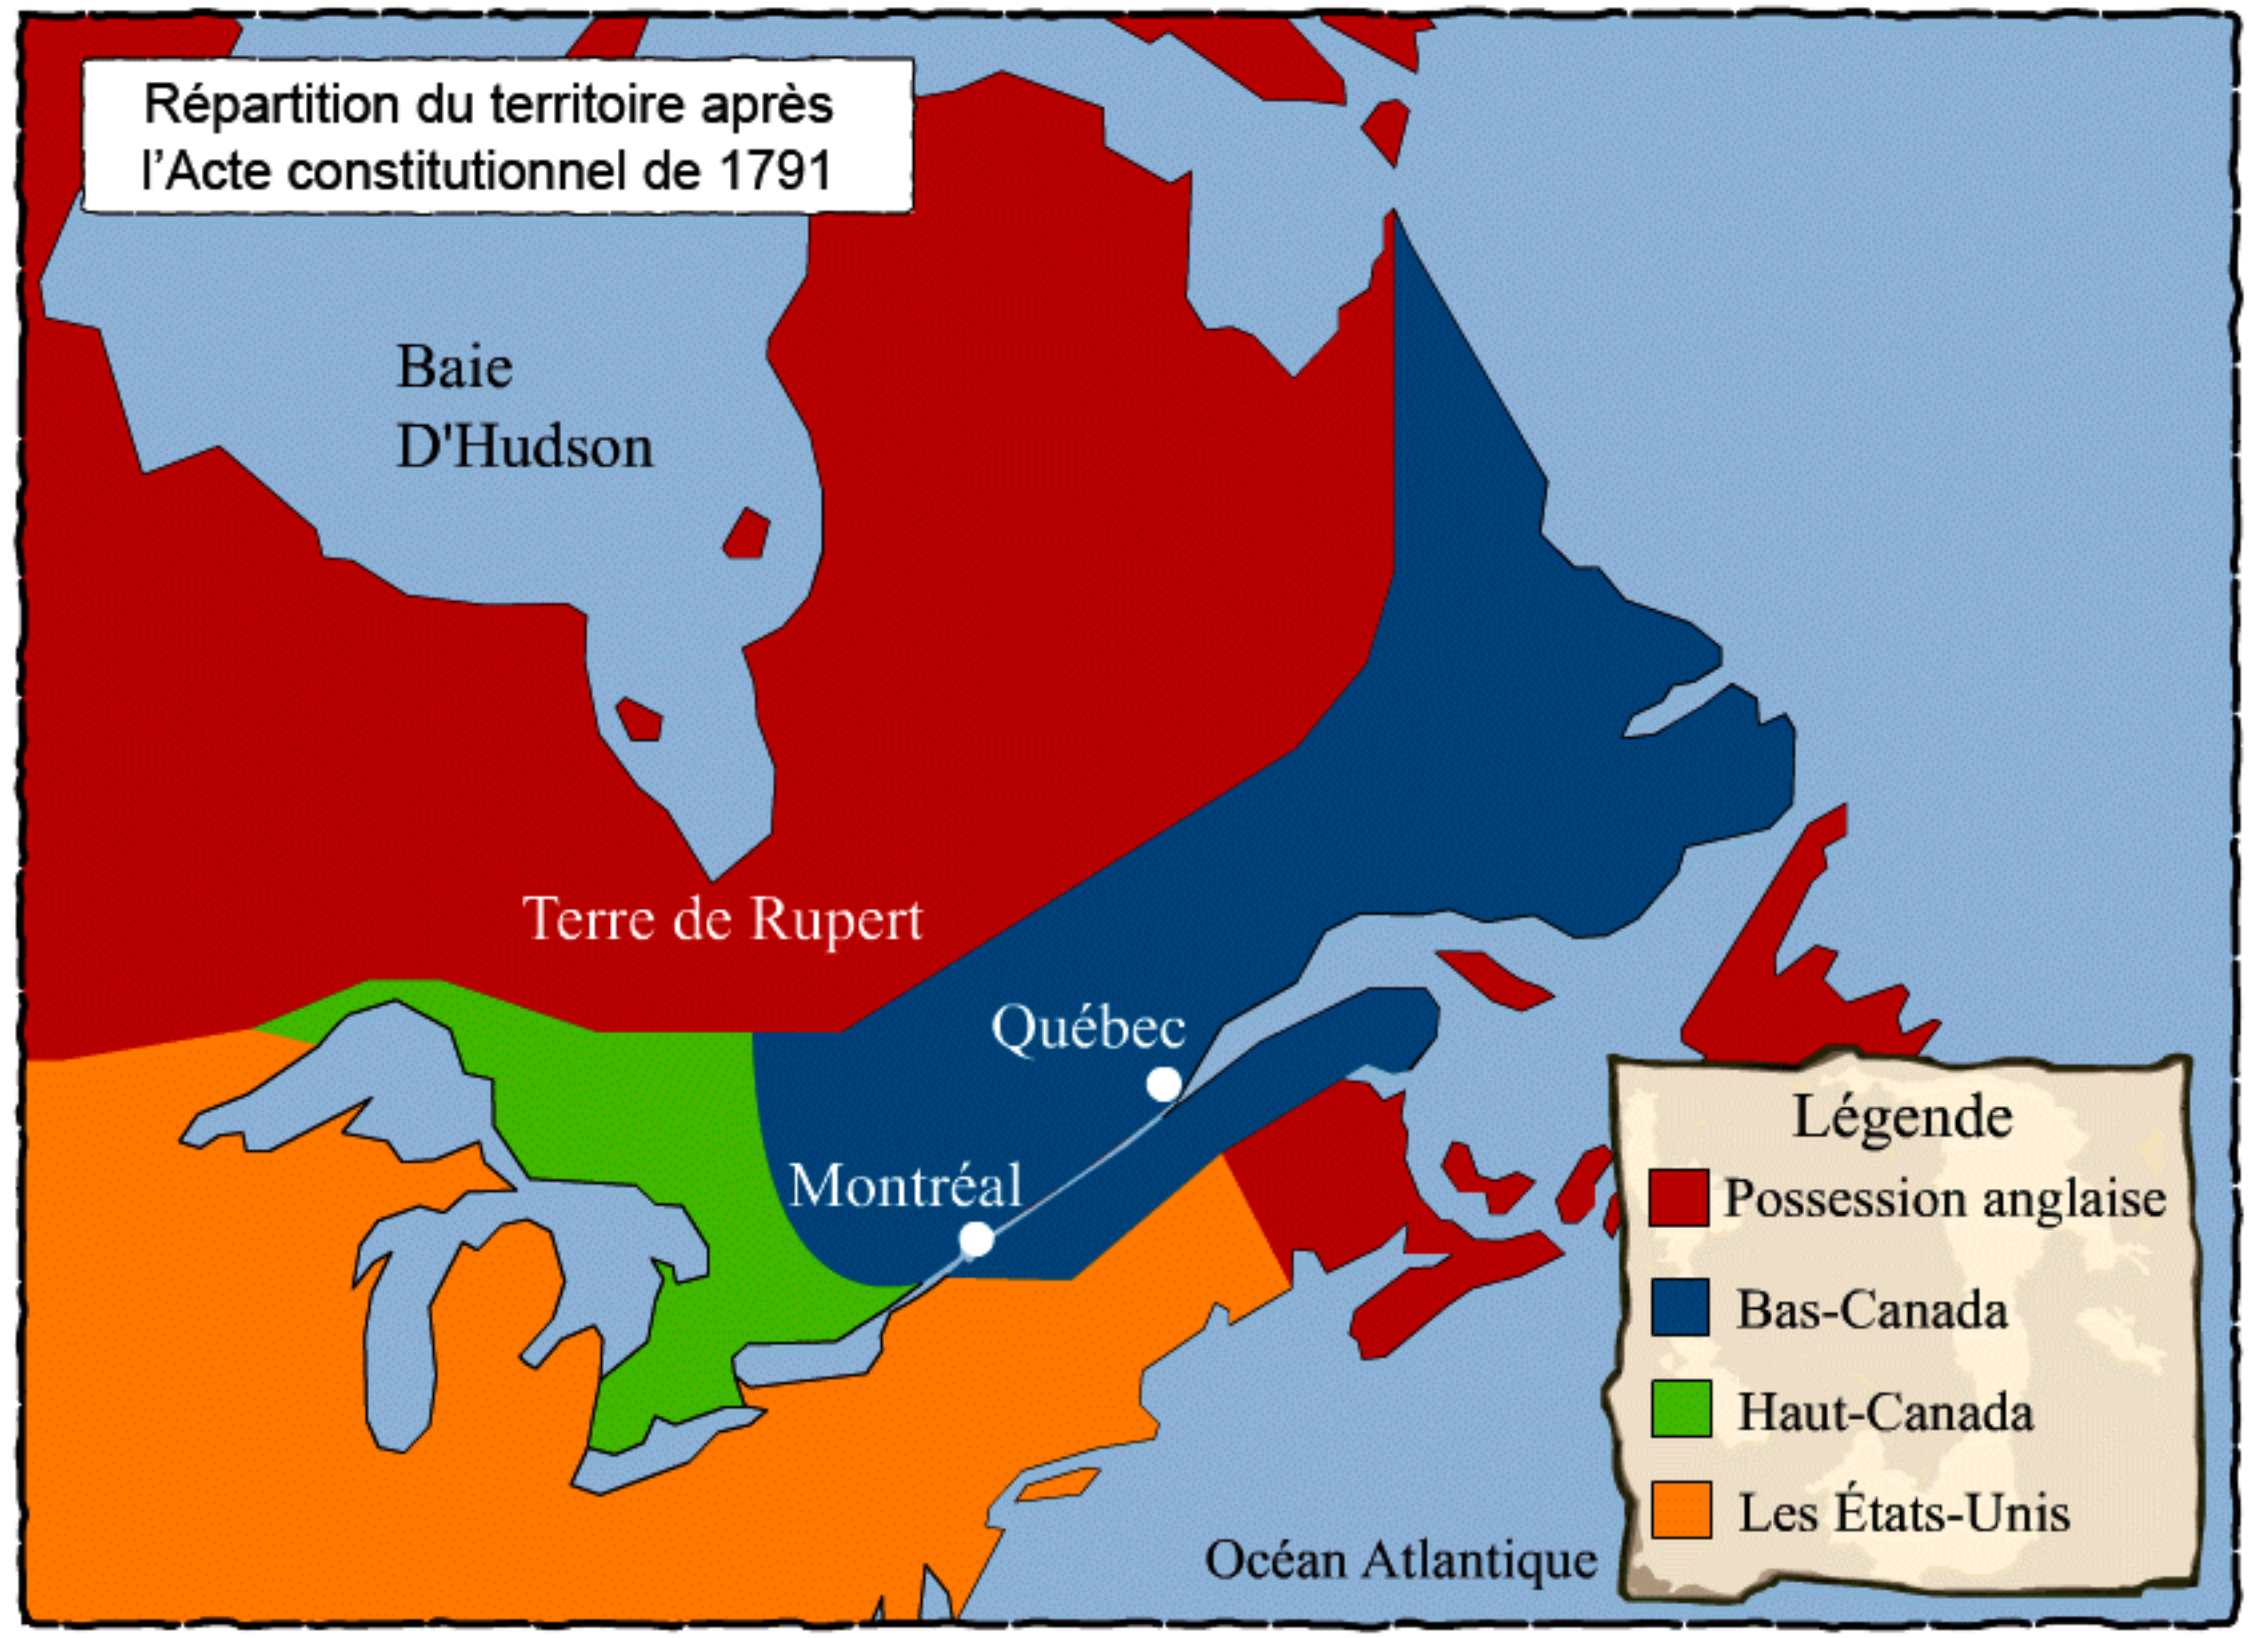 Répartition du territoire après
l'Acte constitutionnel de 1791
Baie
D'Hudson
Terre de Rupert
Québec
Montréal
Océan Atlantique
Légende
Possession anglaise
Bas-Canada
Haut-Canada
Les États-Unis